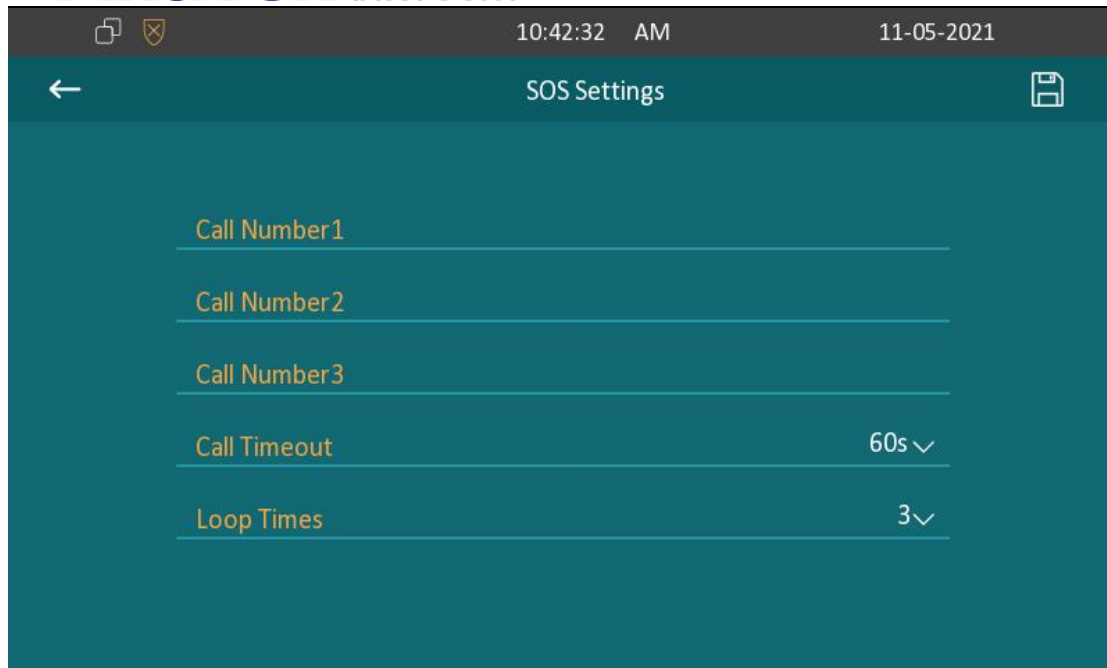 10:42:32 AM 11-05-2021
SOS Settings
Call Number1
Call Number2
Call Number3
Call Timeout 60s
Loop Times 3